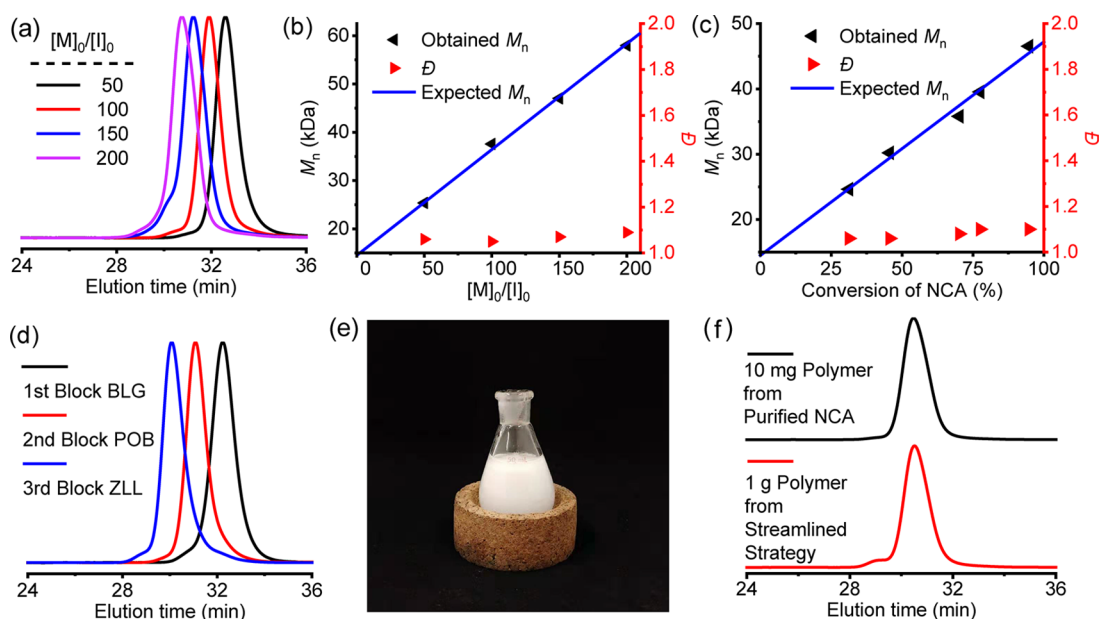 (a)
[M]₀/[I]₀
50
100
150
200
24 28 32 36
Elution time (min)
(b)
Obtained Mₙ
Đ
Expected Mₙ
60
50
40
30
20
Mₙ (kDa)
0 50 100 150 200
[M]₀/[I]₀
2.0
1.8
1.6
1.4
1.2
1.0
Đ
(c)
Obtained Mₙ
Đ
Expected Mₙ
50
40
30
20
Mₙ (kDa)
0 25 50 75 100
Conversion of NCA (%)
2.0
1.8
1.6
1.4
1.2
1.0
Đ
(d)
1st Block BLG
2nd Block POB
3rd Block ZLL
24 28 32 36
Elution time (min)
(e)
(f)
10 mg Polymer
from
Purified NCA
1 g Polymer
from
Streamlined
Strategy
24 28 32 36
Elution time (min)